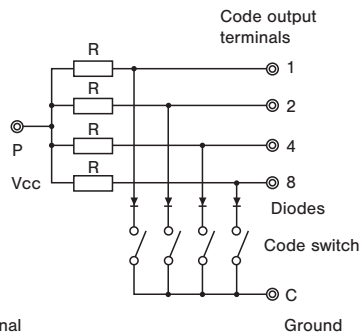 Code output
terminals
R
1
R
2
R
P
4
R
Vcc
8
Diodes
Code switch
C
nal
Ground